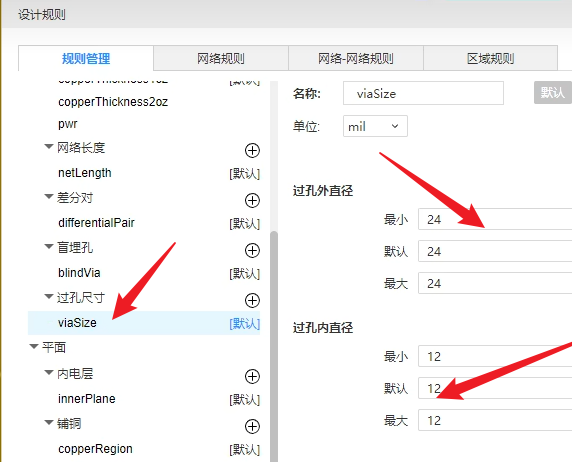 设计规则
规则管理 网络规则 网络-网络规则 区域规则
copperThickness1oz [默认]
copperThickness2oz
pwr
网络长度
netLength [默认]
差分对
differentialPair [默认]
盲埋孔
blindVia [默认]
过孔尺寸
viaSize [默认]
平面
内电层
innerPlane [默认]
铺铜
copperRegion [默认]
名称: viaSize 默认
单位: mil
过孔外直径
最小 24
默认 24
最大 24
过孔内直径
最小 12
默认 12
最大 12